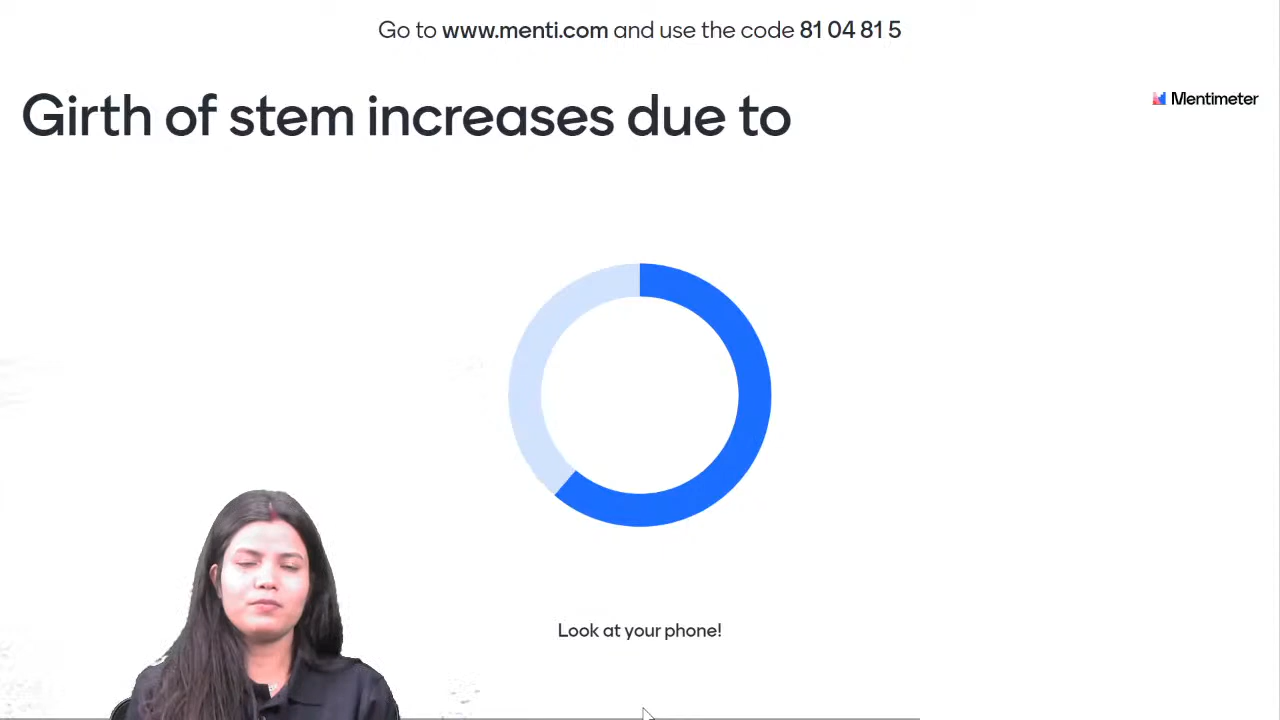 Go to www.menti.com and use the code 81 04 81 5
Girth of stem increases due to
Mentimeter
Look at your phone!